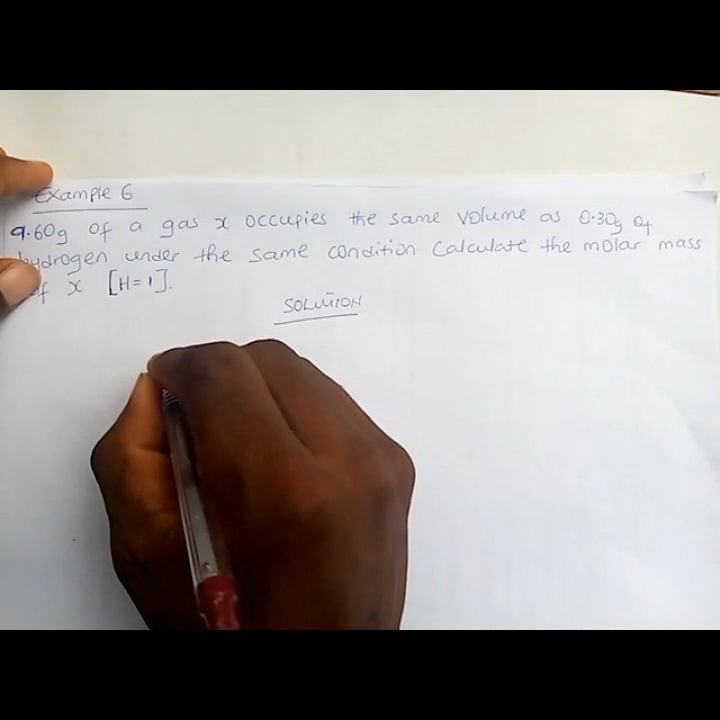 Example 6
9.60g of a gas x occupies the same volume as 0.30g of
hydrogen under the same condition Calculate the molar mass
of x [H=1].
SOLUTION